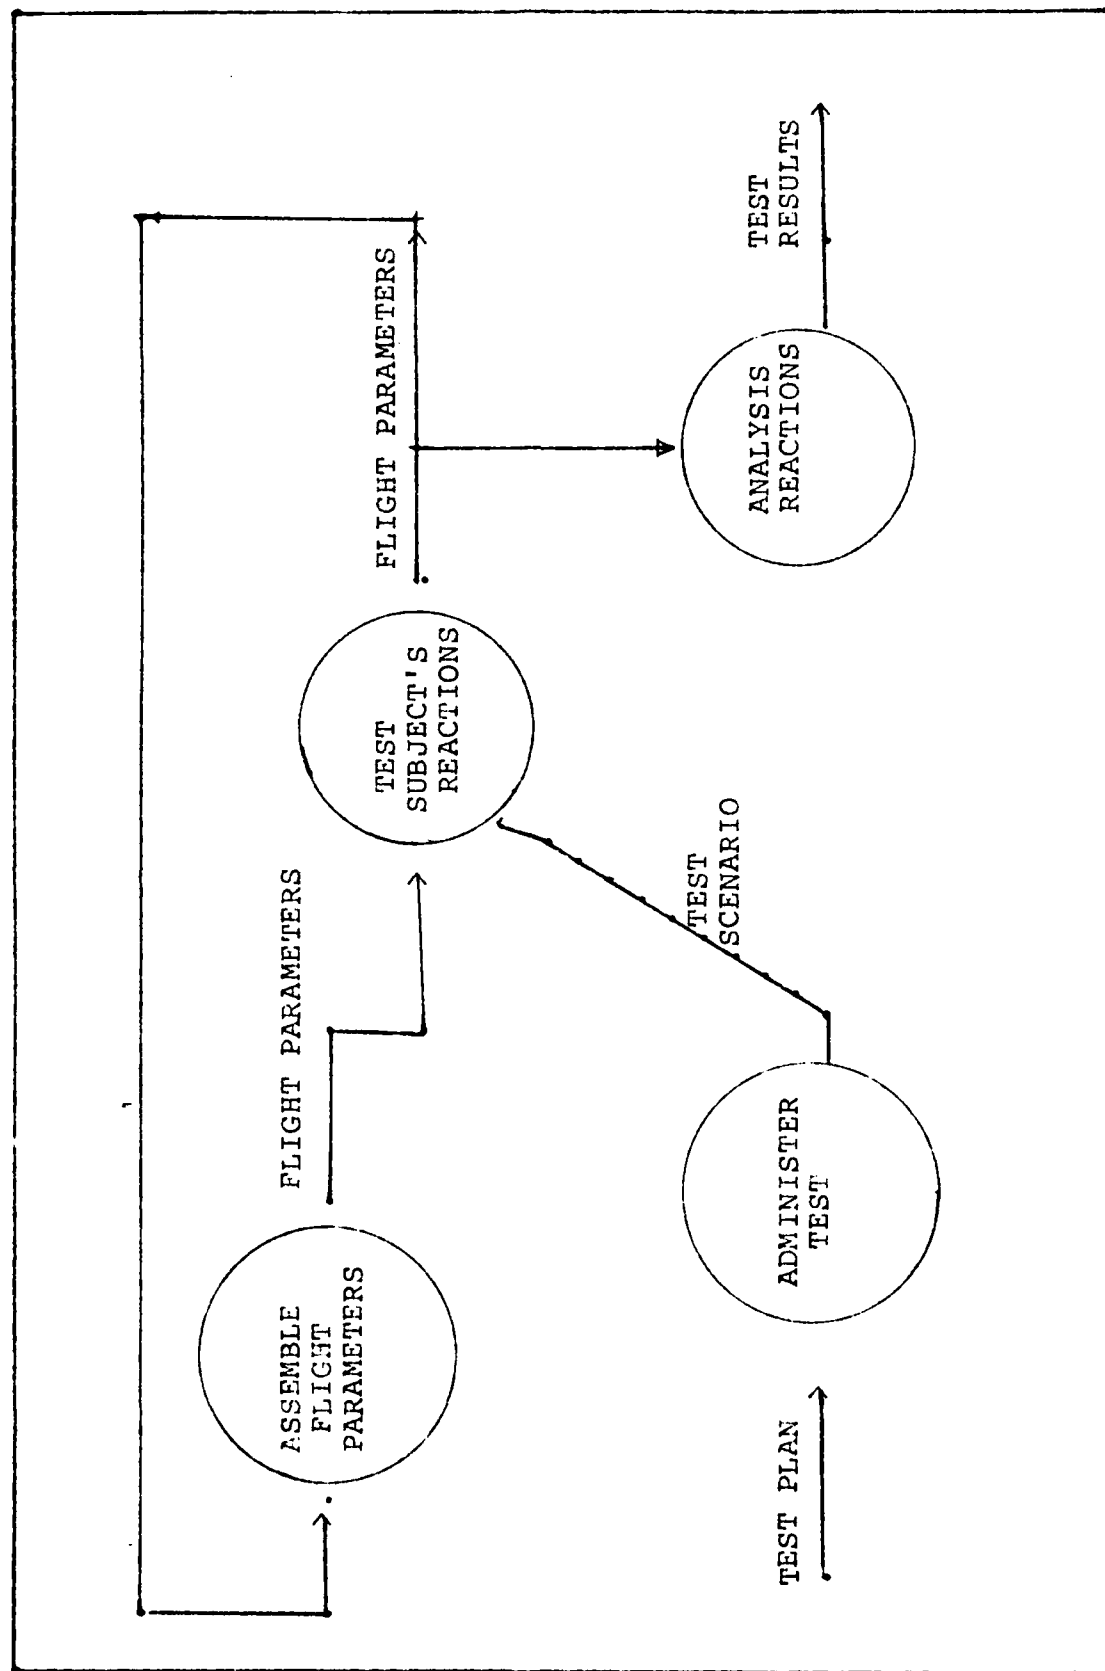 ASSEMBLE
FLIGHT
PARAMETERS
FLIGHT PARAMETERS
TEST
SUBJECT'S
REACTIONS
FLIGHT PARAMETERS
TEST PLAN
ADMINISTER
TEST
TEST
SCENARIO
ANALYSIS
REACTIONS
TEST
RESULTS